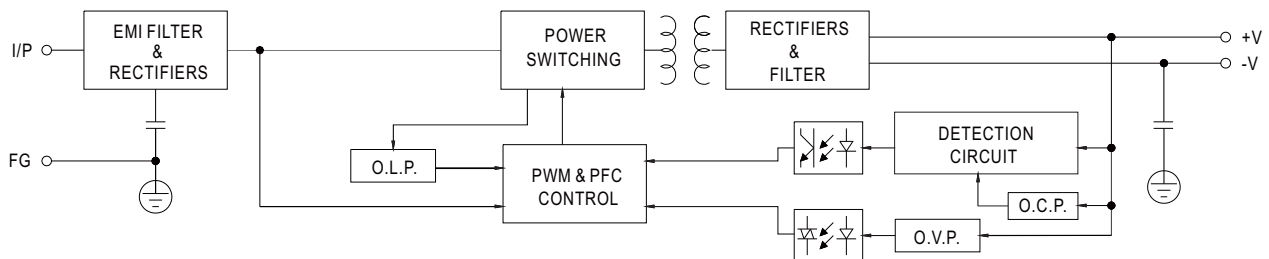 I/P
EMI FILTER
&
RECTIFIERS
POWER
SWITCHING
RECTIFIERS
&
FILTER
+V
-V
FG
O.L.P.
PWM & PFC
CONTROL
DETECTION
CIRCUIT
O.C.P.
O.V.P.